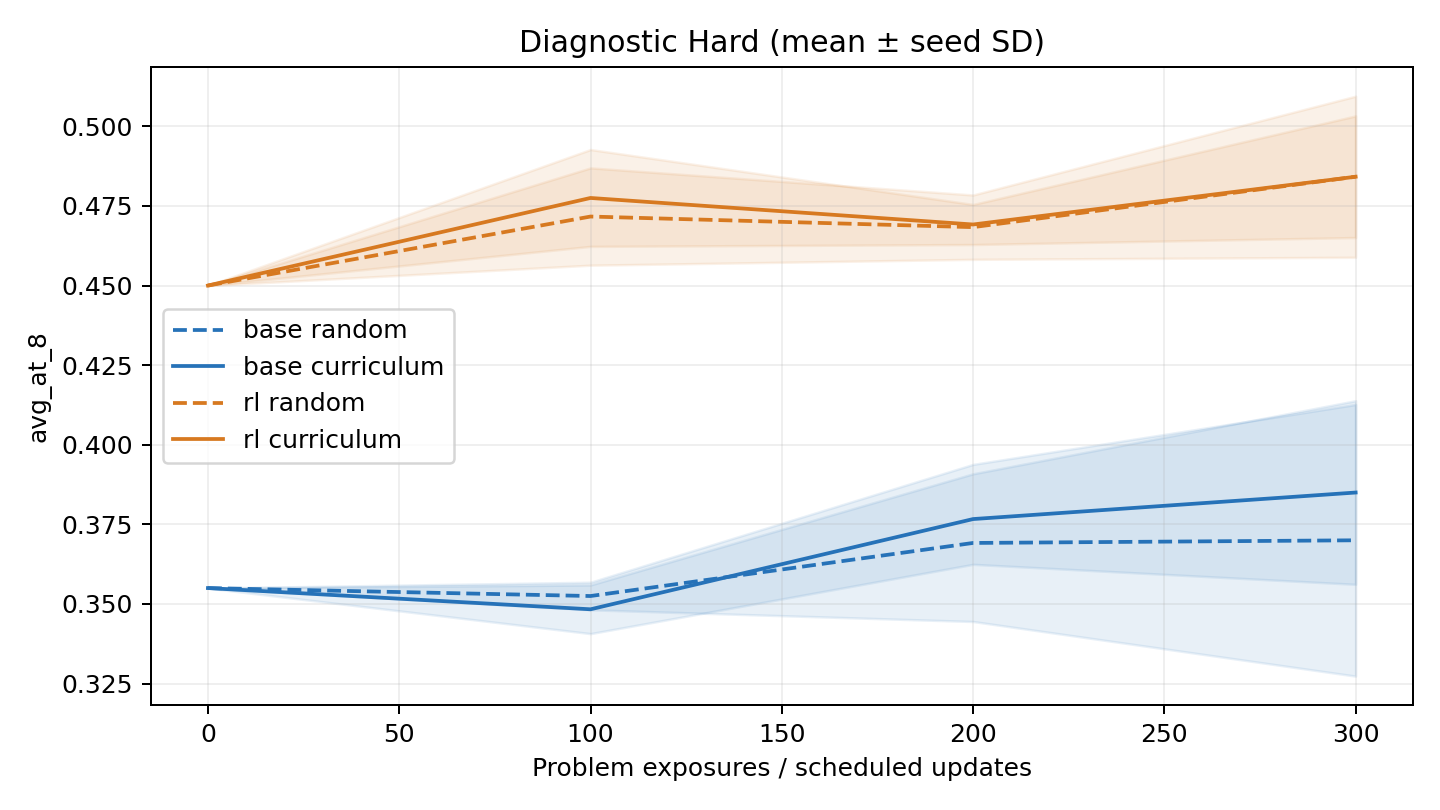 Diagnostic Hard (mean ± seed SD)
avg_at_8
0.500
0.475
0.450
0.425
0.400
0.375
0.350
0.325
base random
base curriculum
rl random
rl curriculum
0 50 100 150 200 250 300
Problem exposures / scheduled updates